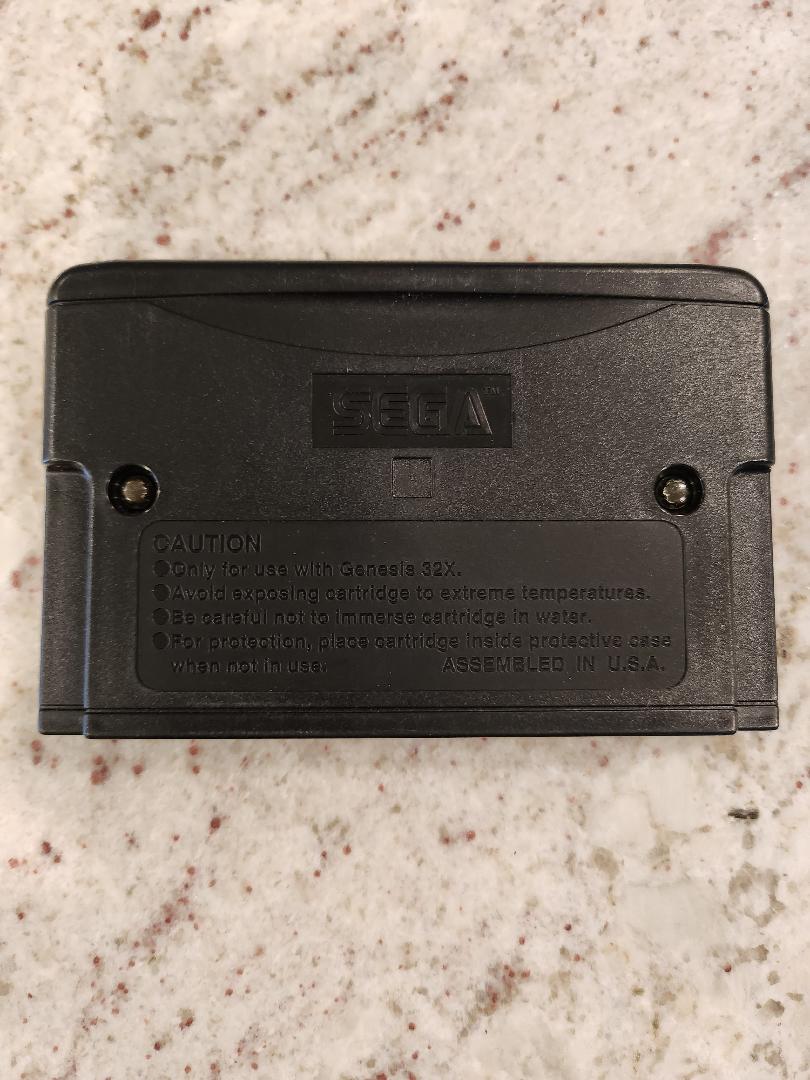 SEGA™
CAUTION
●Only for use with Genesis 32X.
●Avoid exposing cartridge to extreme temperatures.
●Be careful not to immerse cartridge in water.
●For protection, place cartridge inside protective case
when not in use.
ASSEMBLED IN U.S.A.